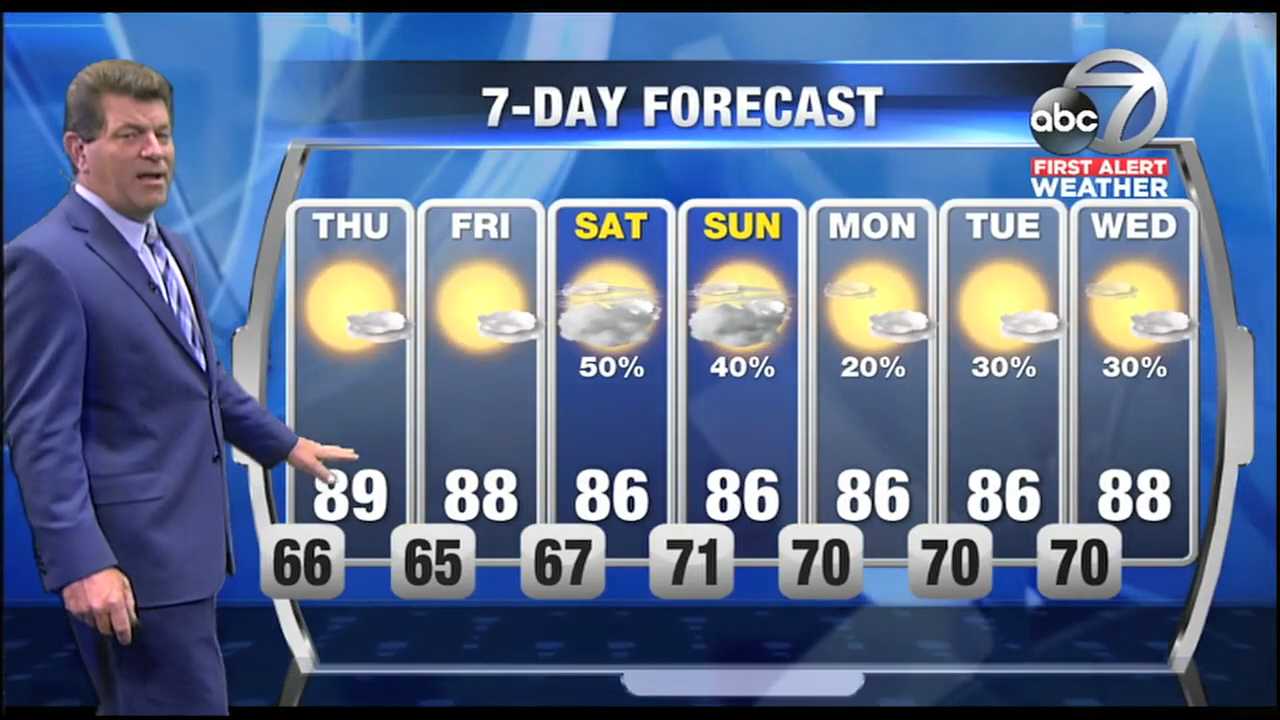 7-DAY FORECAST
abc 7
FIRST ALERT
WEATHER
THU FRI SAT SUN MON TUE WED
50% 40% 20% 30% 30%
89 88 86 86 86 86 88
66 65 67 71 70 70 70